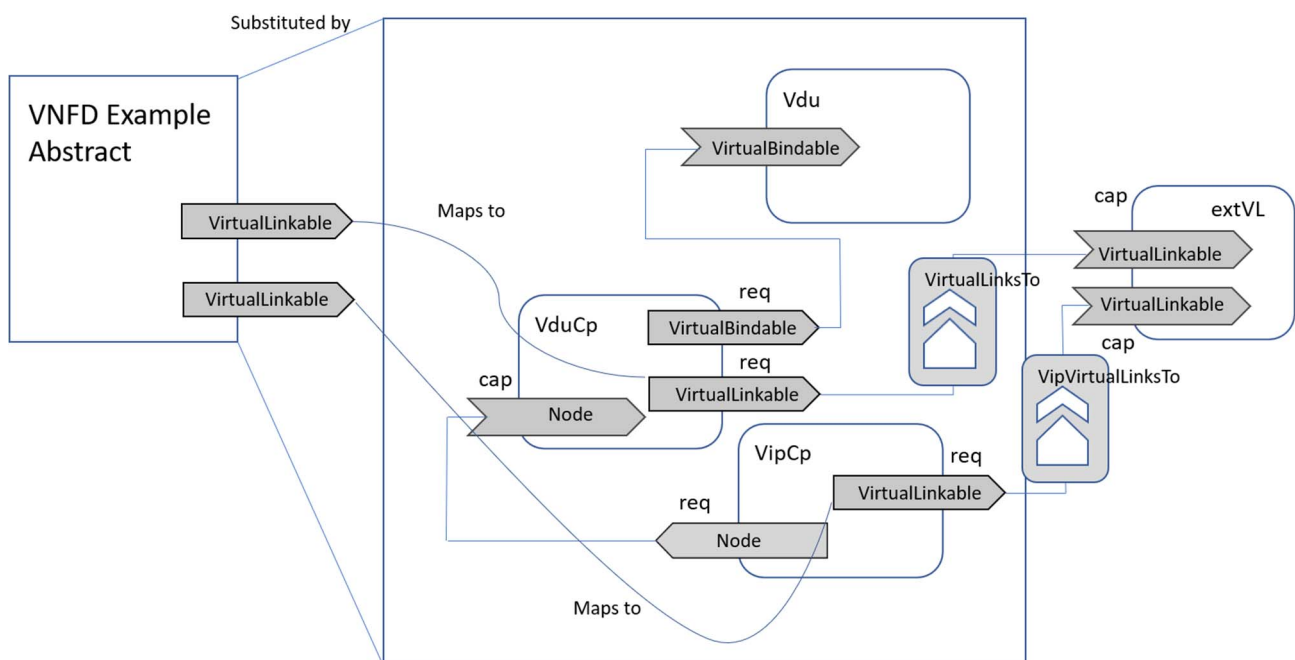 Substituted by
VNFD Example
Abstract
VirtualLinkable
VirtualLinkable
Maps to
Vdu
VirtualBindable
cap
extVL
VirtualLinkable
VirtualLinkable
cap
VirtualLinksTo
req
VduCp
VirtualBindable
req
VirtualLinkable
cap
Node
VipVirtualLinksTo
VipCp
req
VirtualLinkable
req
Node
Maps to